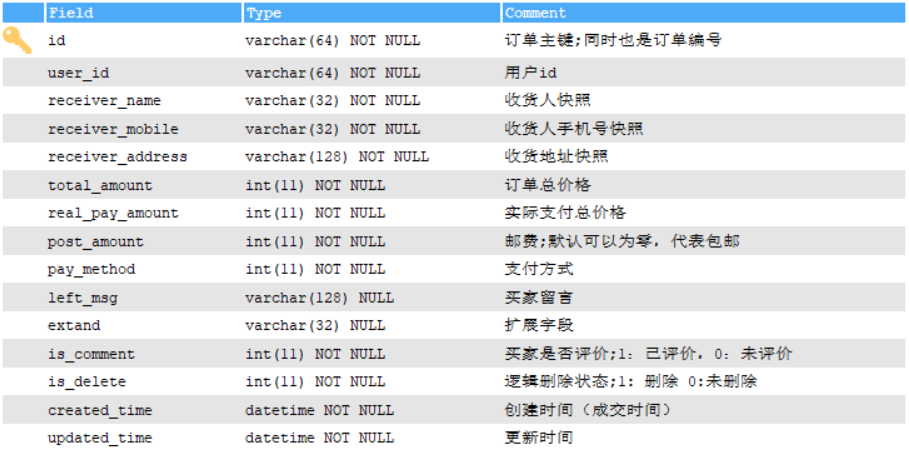 Field Type Comment
id varchar(64) NOT NULL 订单主键;同时也是订单编号
user_id varchar(64) NOT NULL 用户id
receiver_name varchar(32) NOT NULL 收货人快照
receiver_mobile varchar(32) NOT NULL 收货人手机号快照
receiver_address varchar(128) NOT NULL 收货地址快照
total_amount int(11) NOT NULL 订单总价格
real_pay_amount int(11) NOT NULL 实际支付总价格
post_amount int(11) NOT NULL 邮费;默认可以为零，代表包邮
pay_method int(11) NOT NULL 支付方式
left_msg varchar(128) NULL 买家留言
extand varchar(32) NULL 扩展字段
is_comment int(11) NOT NULL 买家是否评价;1：已评价，0：未评价
is_delete int(11) NOT NULL 逻辑删除状态;1: 删除 0:未删除
created_time datetime NOT NULL 创建时间（成交时间）
updated_time datetime NOT NULL 更新时间